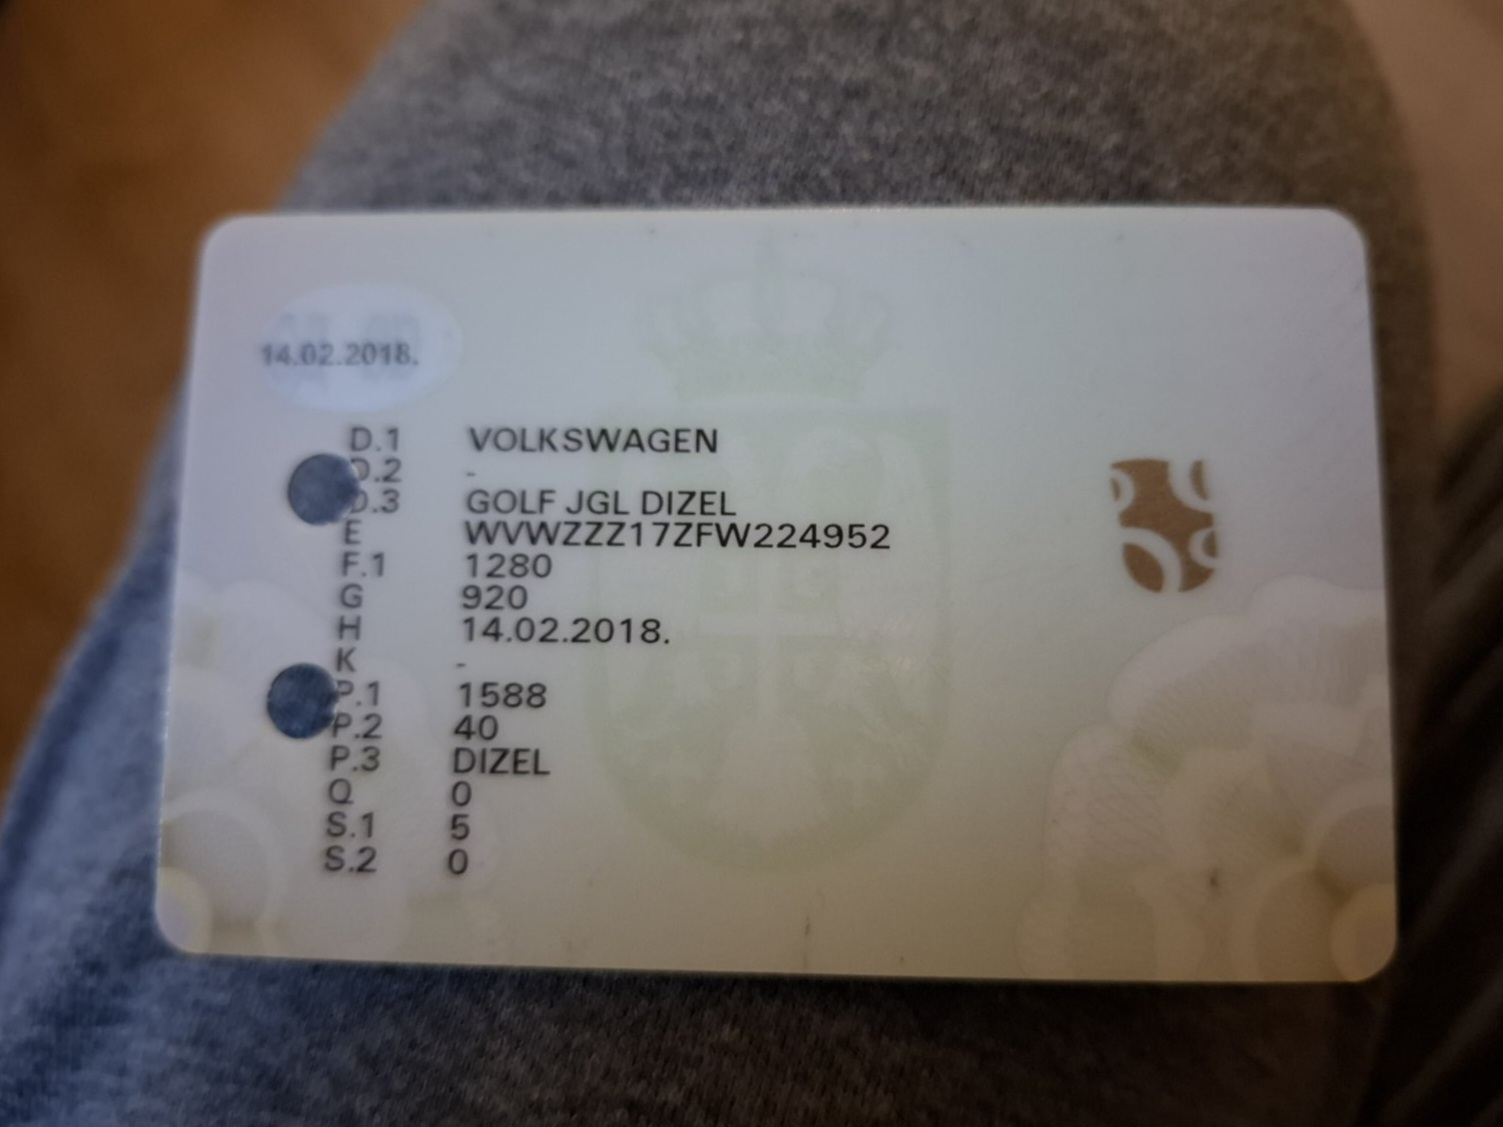 14.02.2018.
D.1 VOLKSWAGEN
D.2 -
D.3 GOLF JGL DIZEL
E WVWZZZ17ZFW224952
F.1 1280
G 920
H 14.02.2018.
K -
P.1 1588
P.2 40
P.3 DIZEL
Q 0
S.1 5
S.2 0